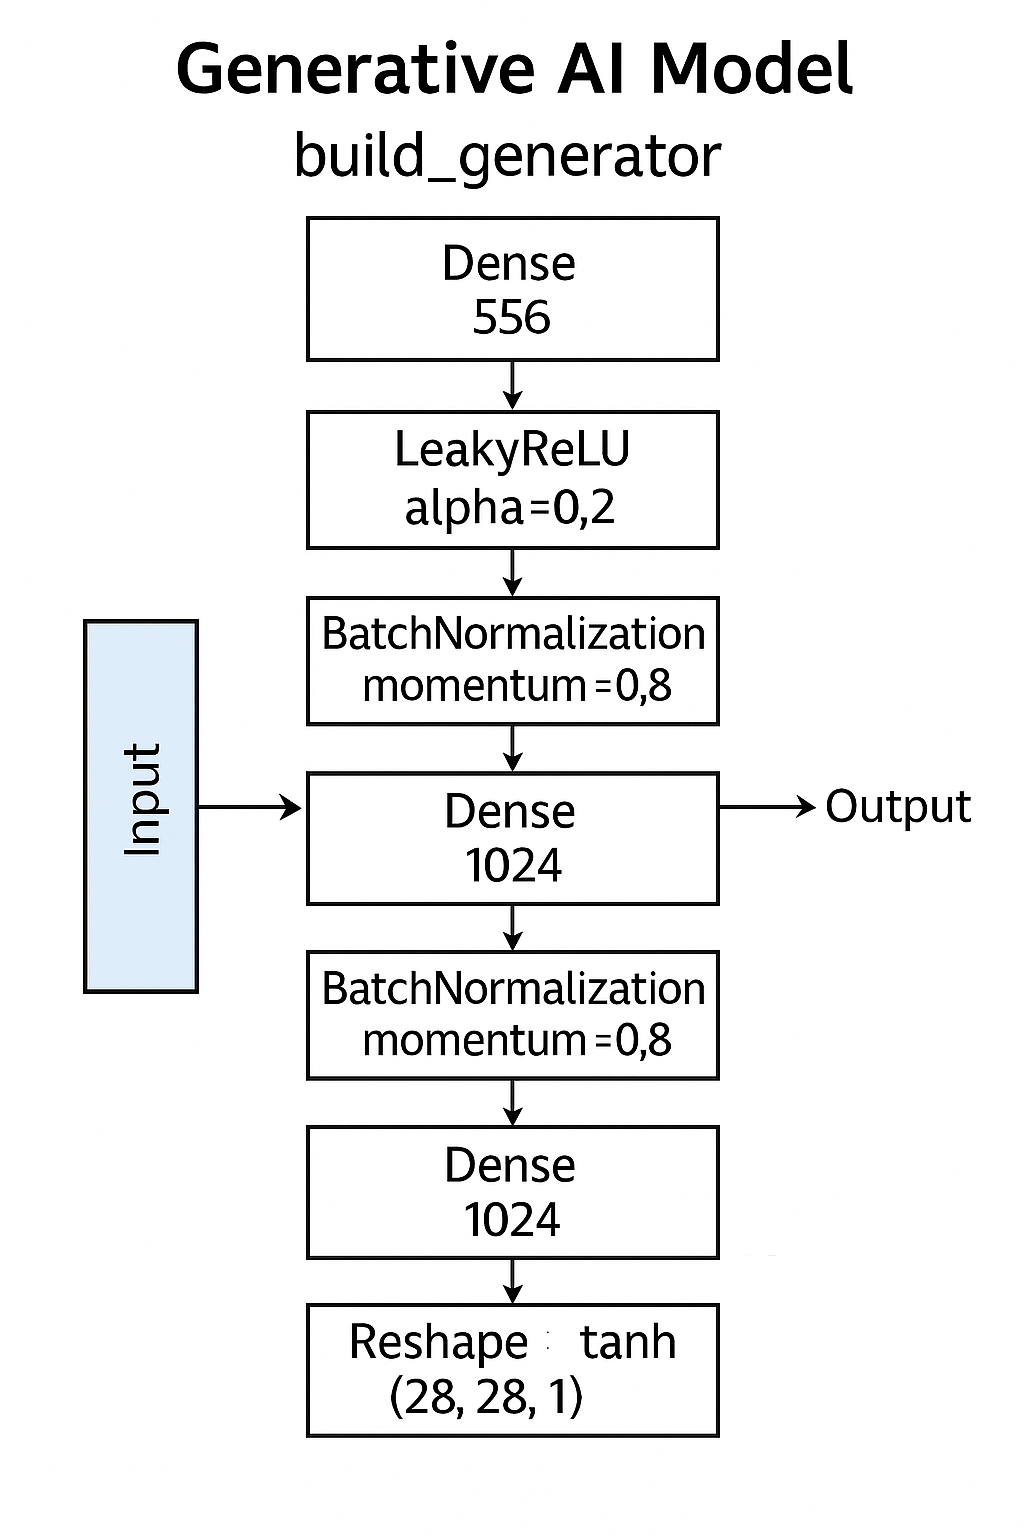 Generative AI Model
build_generator
Dense
556
LeakyReLU
alpha=0,2
BatchNormalization
momentum=0,8
Input
Dense
1024
Output
BatchNormalization
momentum=0,8
Dense
1024
Reshape : tanh
(28, 28, 1)